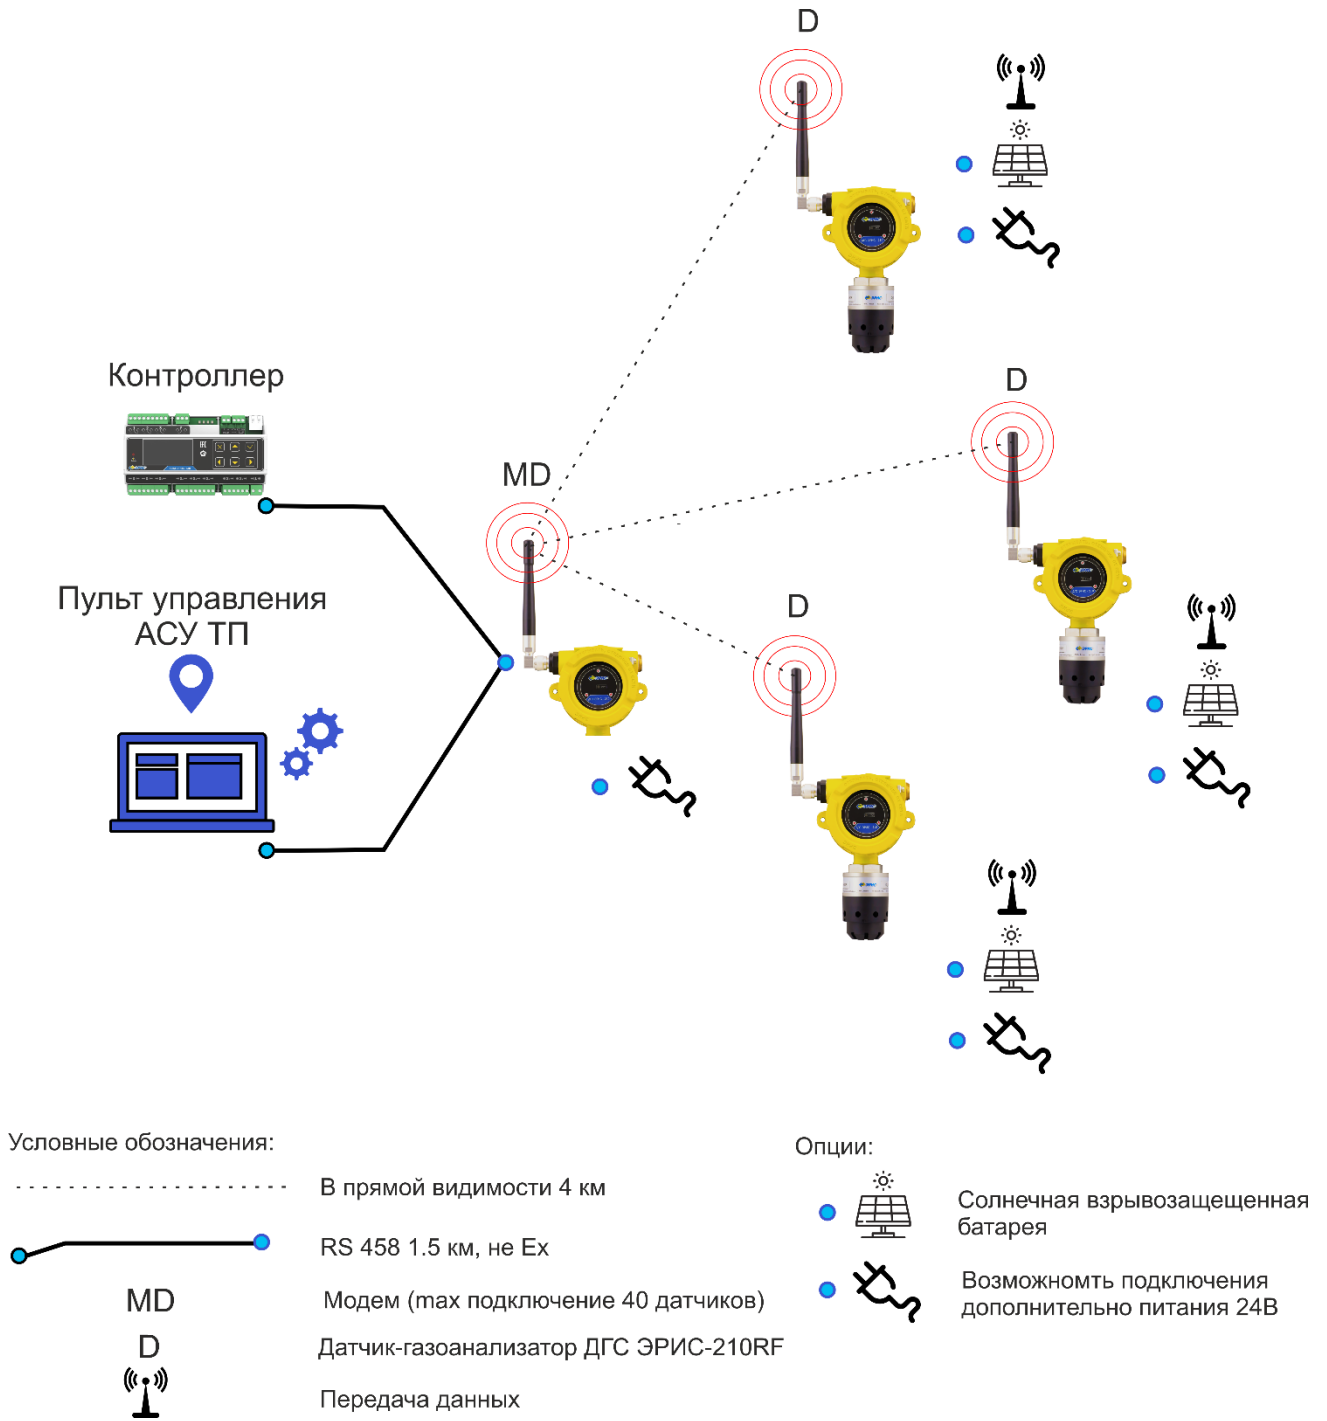 D
Контроллер
D
MD
Пульт управления
АСУ ТП
D
Условные обозначения:
В прямой видимости 4 км
RS 458 1.5 км, не Ex
MD
Модем (max подключение 40 датчиков)
D
Датчик-газоанализатор ДГС ЭРИС-210RF
Передача данных
Опции:
Солнечная взрывозащещенная
батарея
Возможномть подключения
дополнительно питания 24В